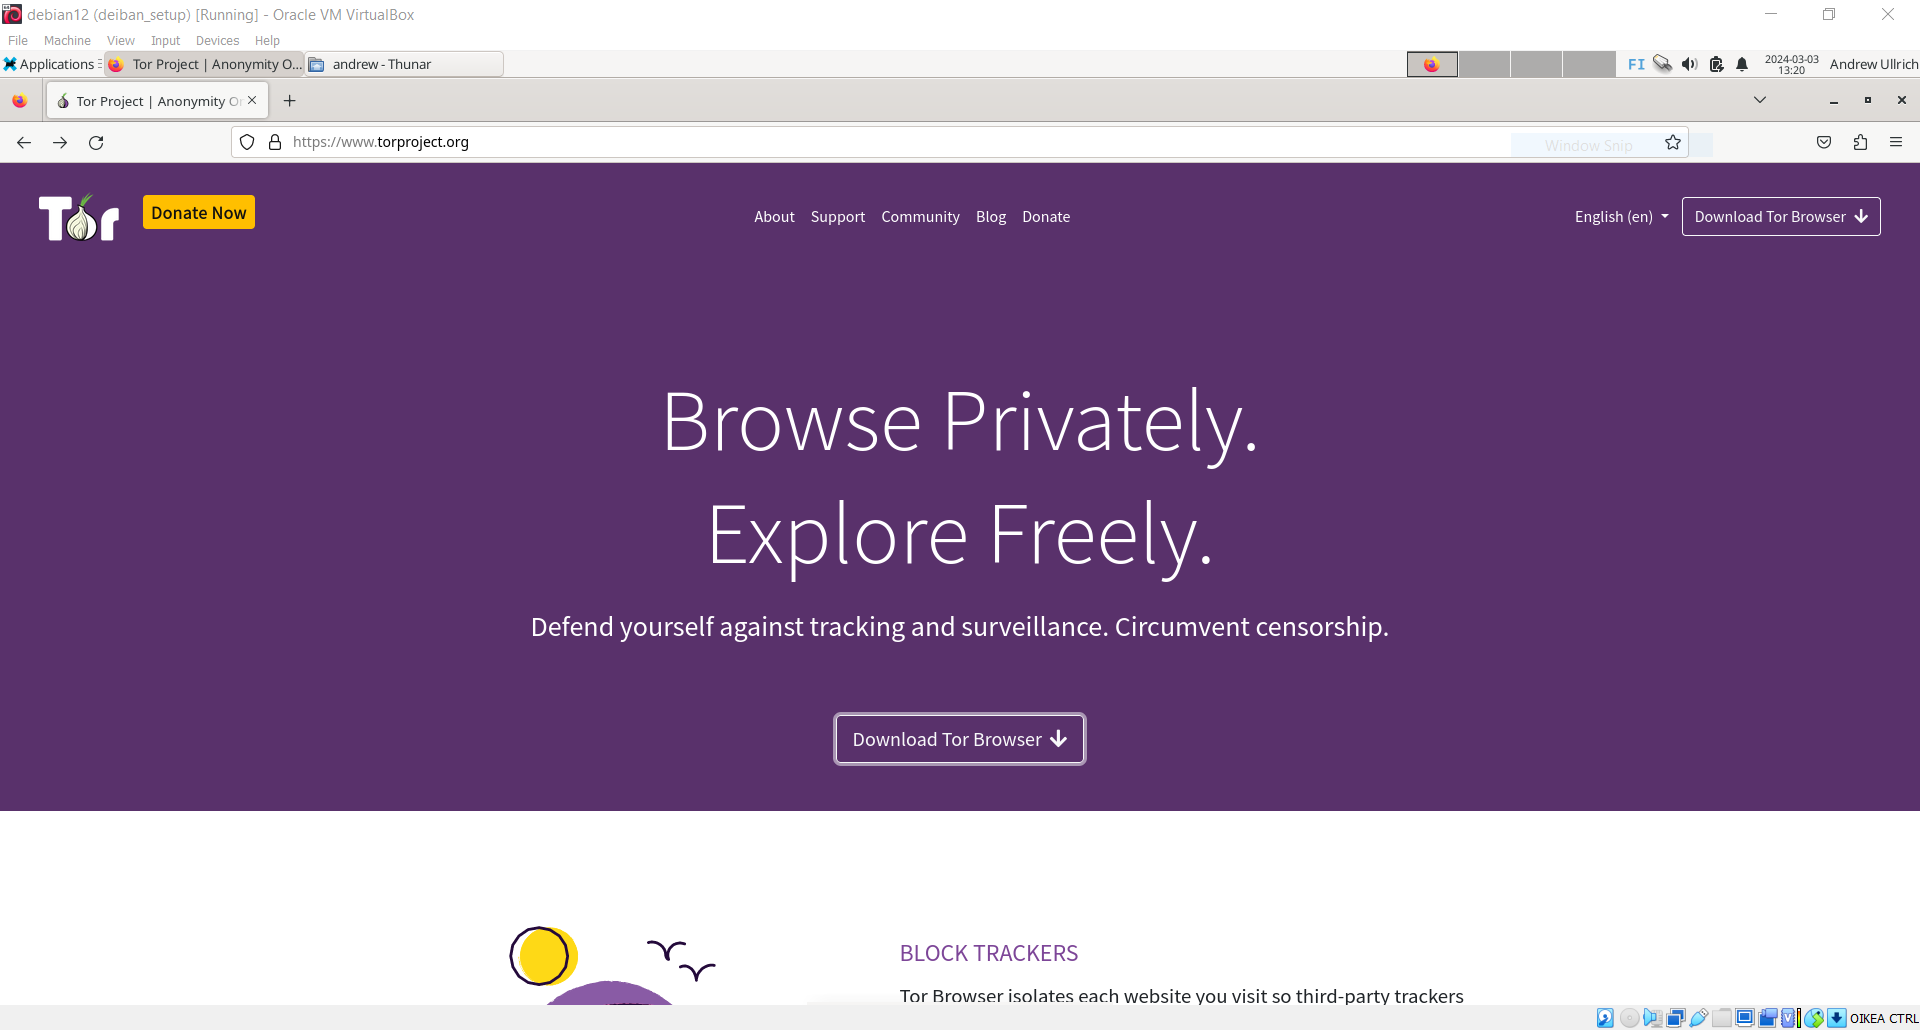 debian12 (deiban_setup) [Running] - Oracle VM VirtualBox
File Machine View Input Devices Help
Applications Tor Project | Anonymity O... andrew - Thunar FI 2024-03-03 13:20 Andrew Ullrich
Tor Project | Anonymity On
https://www.torproject.org Window Snip
Tor Donate Now About Support Community Blog Donate English (en) Download Tor Browser
Browse Privately.
Explore Freely.
Defend yourself against tracking and surveillance. Circumvent censorship.
Download Tor Browser
BLOCK TRACKERS
Tor Browser isolates each website you visit so third-party trackers
OIKEA CTRL